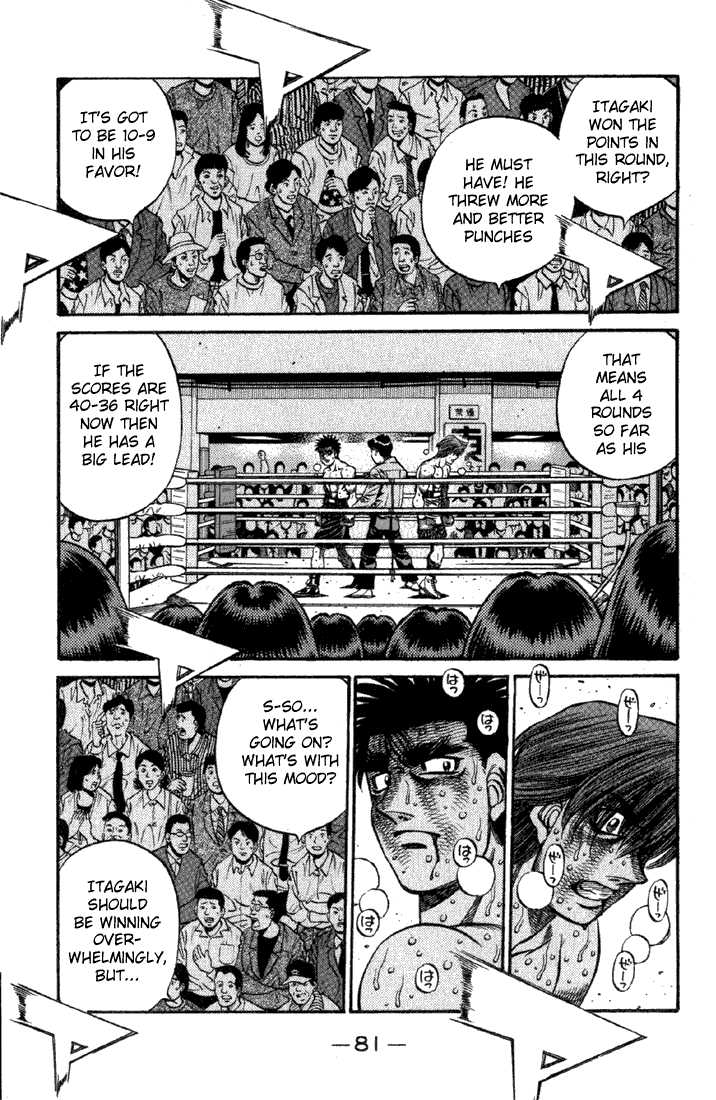 ITAGAKI
WON THE
POINTS IN
THIS ROUND,
RIGHT?
HE MUST
HAVE! HE
THREW MORE
AND BETTER
PUNCHES
IT'S GOT
TO BE 10-9
IN HIS
FAVOR!
THAT
MEANS
ALL 4
ROUNDS
SO FAR
AS HIS
IF THE
SCORES ARE
40-36 RIGHT
NOW THEN
HE HAS A
BIG LEAD!
ぜーっ
ぜーっ
ぜーっ
ぜーっ
ぜーっ
はっ
はっ
はっ
はっ
はっ
S-SO...
WHAT'S
GOING ON?
WHAT'S WITH
THIS MOOD?
ITAGAKI
SHOULD
BE WINNING
OVER-
WHELMINGLY,
BUT...
—81—